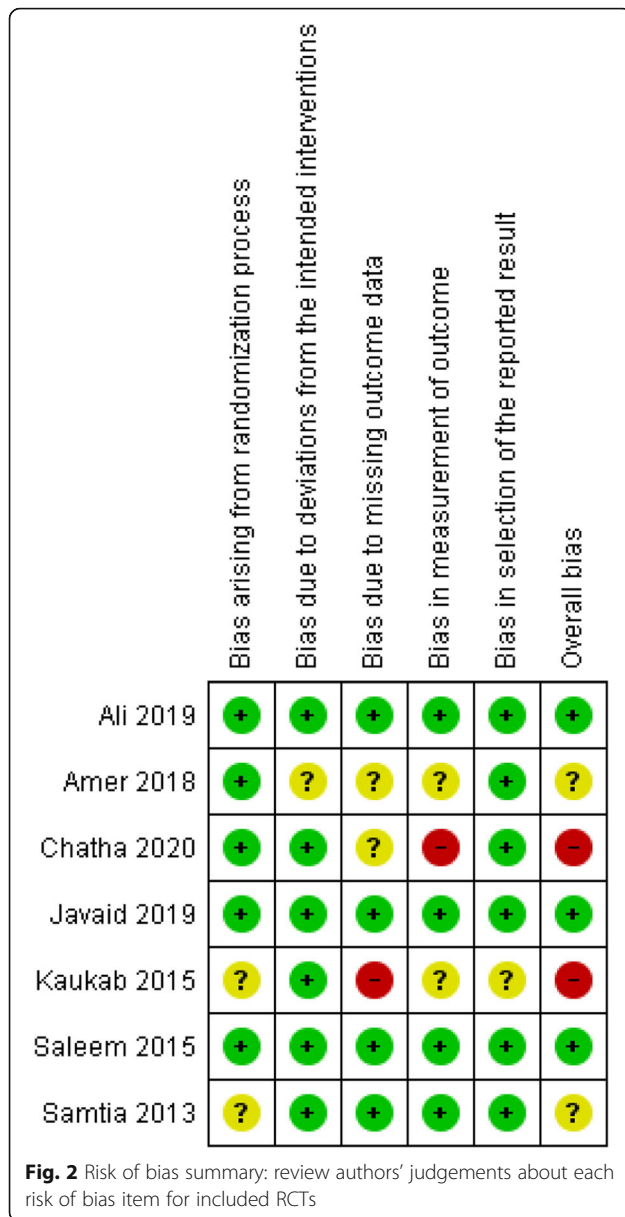 Bias arising from randomization process
Bias due to deviations from the intended interventions
Bias due to missing outcome data
Bias in measurement of outcome
Bias in selection of the reported result
Overall bias
Ali 2019 + + + + + +
Amer 2018 + ? ? ? + ?
Chatha 2020 + + ? - + -
Javaid 2019 + + + + + +
Kaukab 2015 ? + - ? ? -
Saleem 2015 + + + + + +
Samtia 2013 ? + + + + ?
Fig. 2 Risk of bias summary: review authors’ judgements about each
risk of bias item for included RCTs